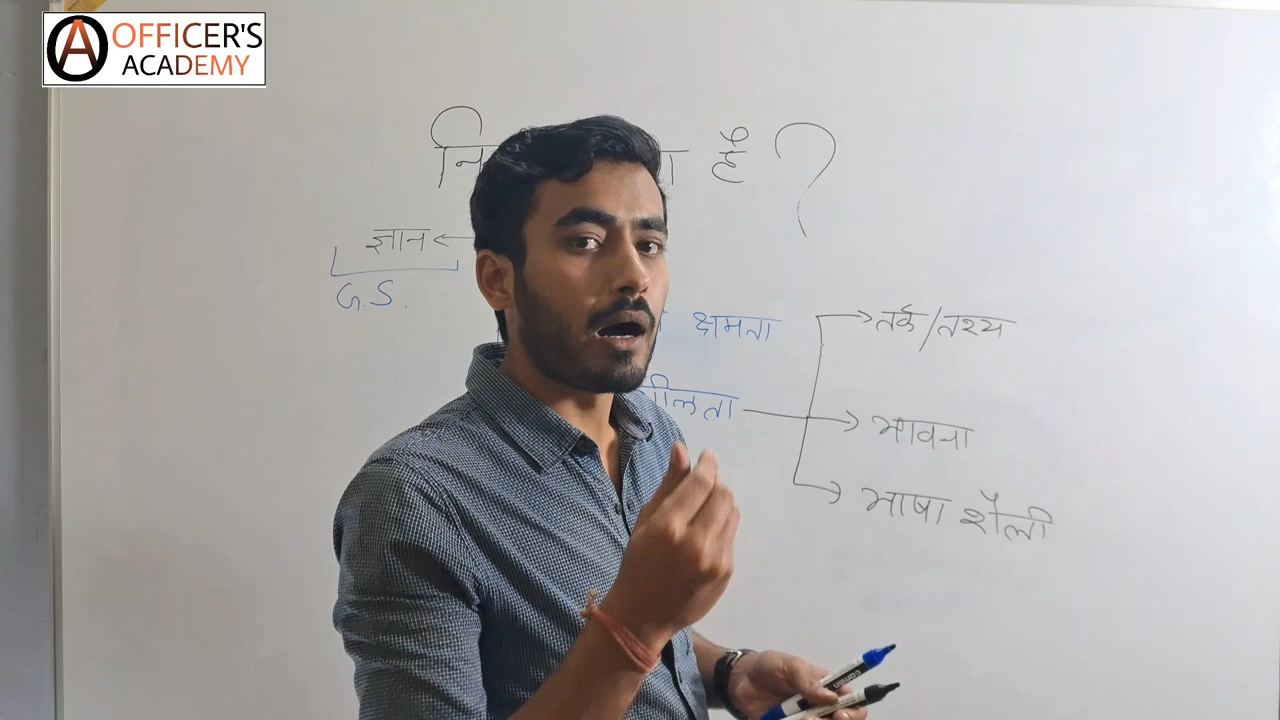 OFFICER'S
ACADEMY
है ?
ज्ञान
G.S.
क्षमता
तर्क/तथ्य
भावना
भाषा शैली